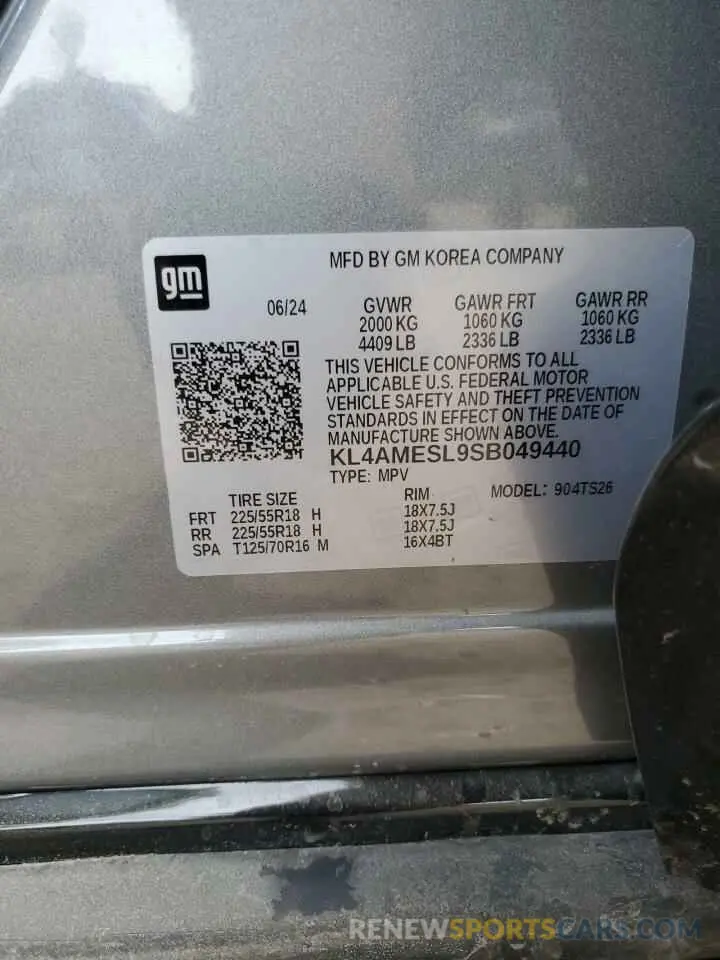 gm
MFD BY GM KOREA COMPANY
06/24
GVWR GAWR FRT GAWR RR
2000 KG 1060 KG 1060 KG
4409 LB 2336 LB 2336 LB
THIS VEHICLE CONFORMS TO ALL
APPLICABLE U.S. FEDERAL MOTOR
VEHICLE SAFETY AND THEFT PREVENTION
STANDARDS IN EFFECT ON THE DATE OF
MANUFACTURE SHOWN ABOVE.
KL4AMESL9SB049440
TYPE: MPV
TIRE SIZE RIM MODEL: 904TS26
FRT 225/55R18 H 18X7.5J
RR 225/55R18 H 18X7.5J
SPA T125/70R16 M 16X4BT
RENEWSPORTSCARS.COM